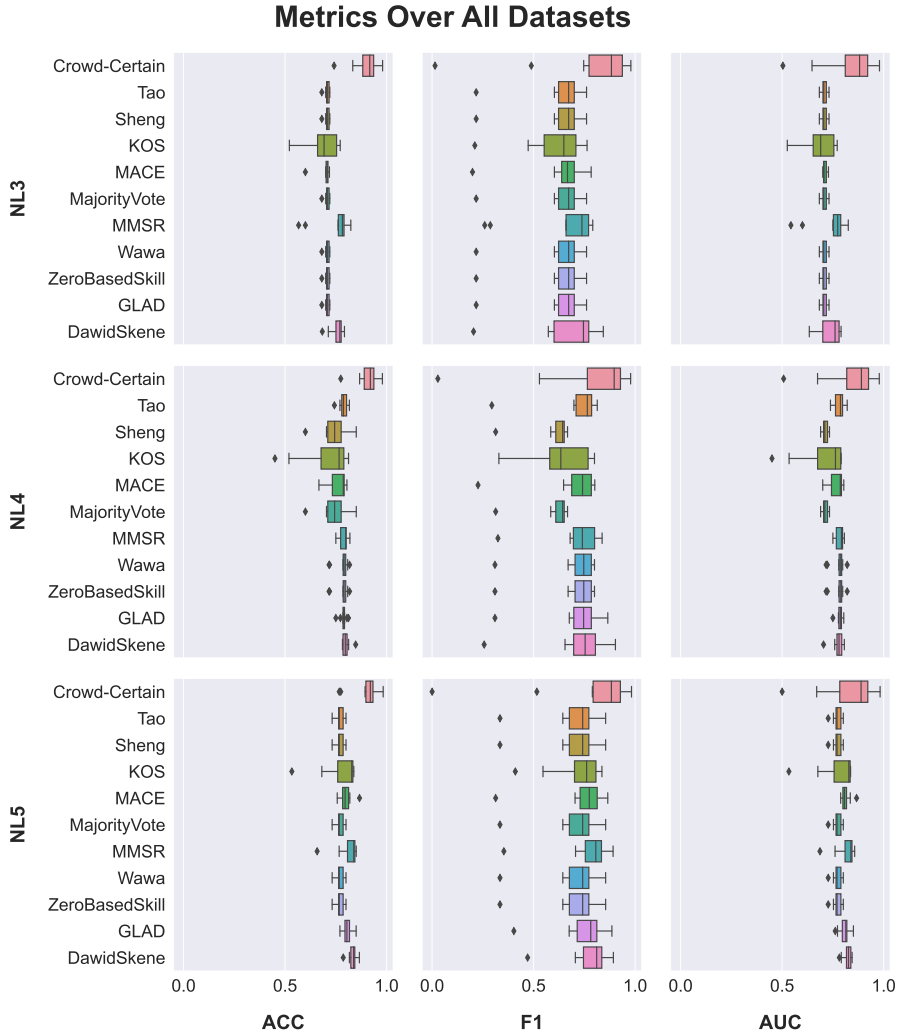 Metrics Over All Datasets
NL3
Crowd-Certain
Tao
Sheng
KOS
MACE
MajorityVote
MMSR
Wawa
ZeroBasedSkill
GLAD
DawidSkene
NL4
Crowd-Certain
Tao
Sheng
KOS
MACE
MajorityVote
MMSR
Wawa
ZeroBasedSkill
GLAD
DawidSkene
NL5
Crowd-Certain
Tao
Sheng
KOS
MACE
MajorityVote
MMSR
Wawa
ZeroBasedSkill
GLAD
DawidSkene
0.0 0.5 1.0 0.0 0.5 1.0 0.0 0.5 1.0
ACC F1 AUC